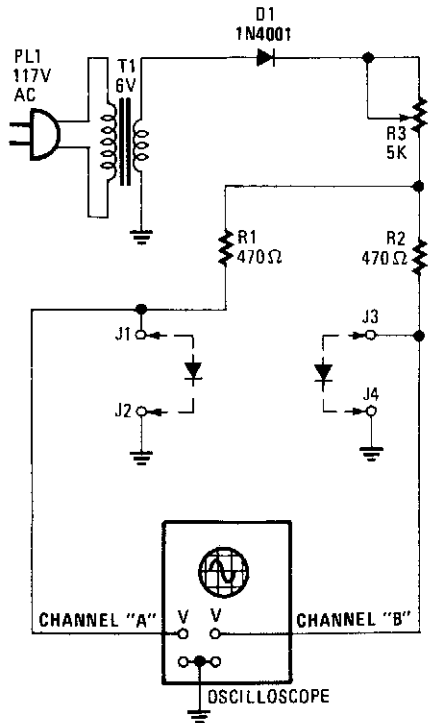 D1
1N4001
PL1
117V
AC
T1
6V
R3
5K
R1
470Ω
R2
470Ω
J1
J3
J2
J4
CHANNEL "A"
V
V
CHANNEL "B"
OSCILLOSCOPE